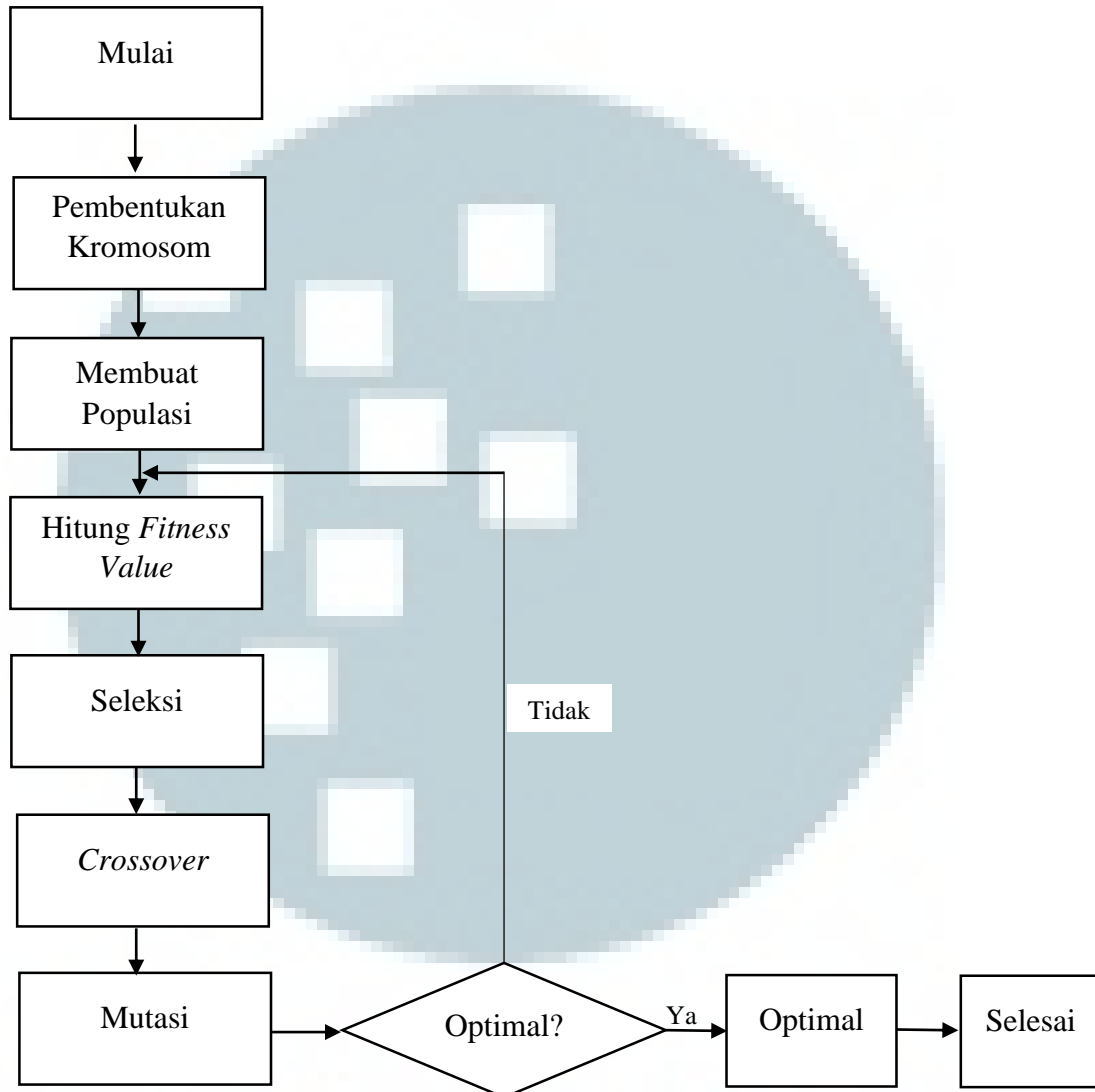 Mulai
Pembentukan
Kromosom
Membuat
Populasi
Hitung Fitness
Value
Seleksi
Tidak
Crossover
Mutasi
Optimal?
Ya
Optimal
Selesai